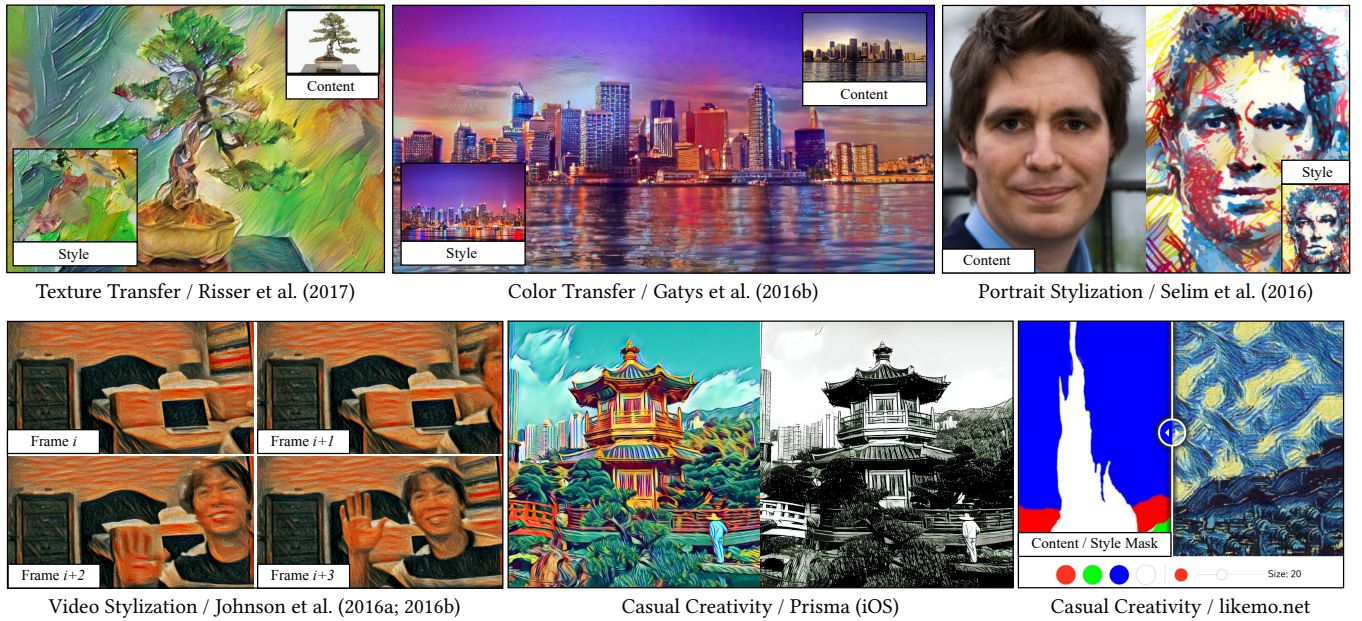 Content
Style
Texture Transfer / Risser et al. (2017)
Content
Style
Color Transfer / Gatys et al. (2016b)
Content
Style
Portrait Stylization / Selim et al. (2016)
Frame i
Frame i+1
Frame i+2
Frame i+3
Video Stylization / Johnson et al. (2016a; 2016b)
Casual Creativity / Prisma (iOS)
Content / Style Mask
Size: 20
Casual Creativity / likemo.net